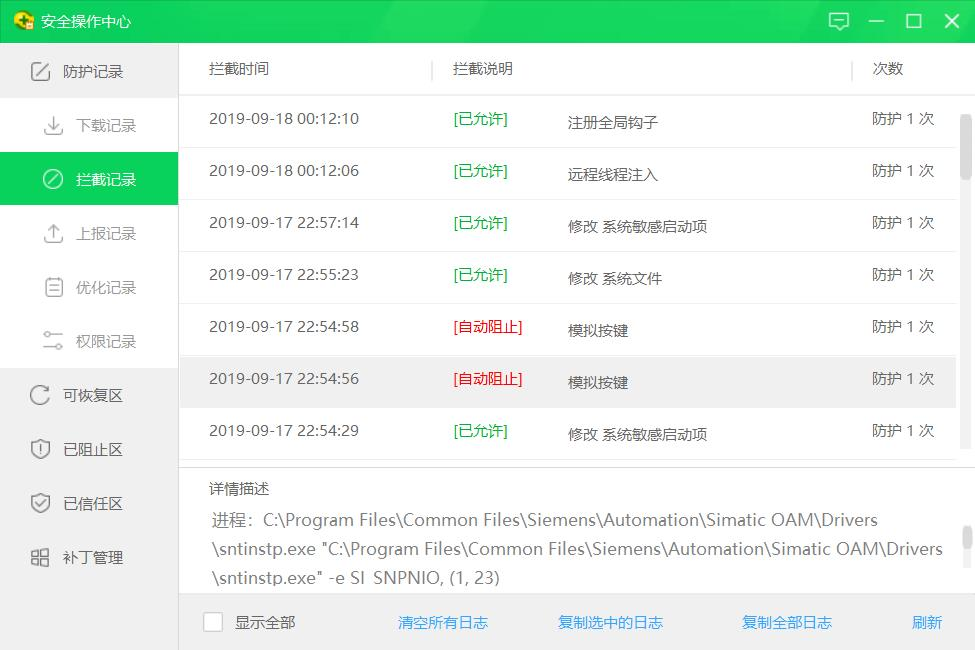 安全操作中心
防护记录
下载记录
拦截记录
上报记录
优化记录
权限记录
可恢复区
已阻止区
已信任区
补丁管理
拦截时间 拦截说明 次数
2019-09-18 00:12:10 [已允许] 注册全局钩子 防护 1 次
2019-09-18 00:12:06 [已允许] 远程线程注入 防护 1 次
2019-09-17 22:57:14 [已允许] 修改 系统敏感启动项 防护 1 次
2019-09-17 22:55:23 [已允许] 修改 系统文件 防护 1 次
2019-09-17 22:54:58 [自动阻止] 模拟按键 防护 1 次
2019-09-17 22:54:56 [自动阻止] 模拟按键 防护 1 次
2019-09-17 22:54:29 [已允许] 修改 系统敏感启动项 防护 1 次
详情描述
进程：C:\Program Files\Common Files\Siemens\Automation\Simatic OAM\Drivers
\sntinstp.exe "C:\Program Files\Common Files\Siemens\Automation\Simatic OAM\Drivers
\sntinstp.exe" -e SI_SNPNIO, (1, 23)
显示全部 清空所有日志 复制选中的日志 复制全部日志 刷新